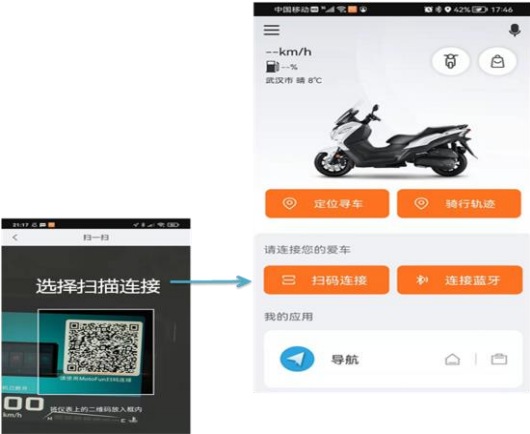 中国移动 42% 17:46
--km/h
--%
武汉市 晴 8℃
定位寻车 骑行轨迹
请连接您的爱车
扫码连接 连接蓝牙
我的应用
导航
21:17
扫一扫
选择扫描连接
请使用MotoFun扫码连接
00
km/h
将仪表上的二维码放入框内